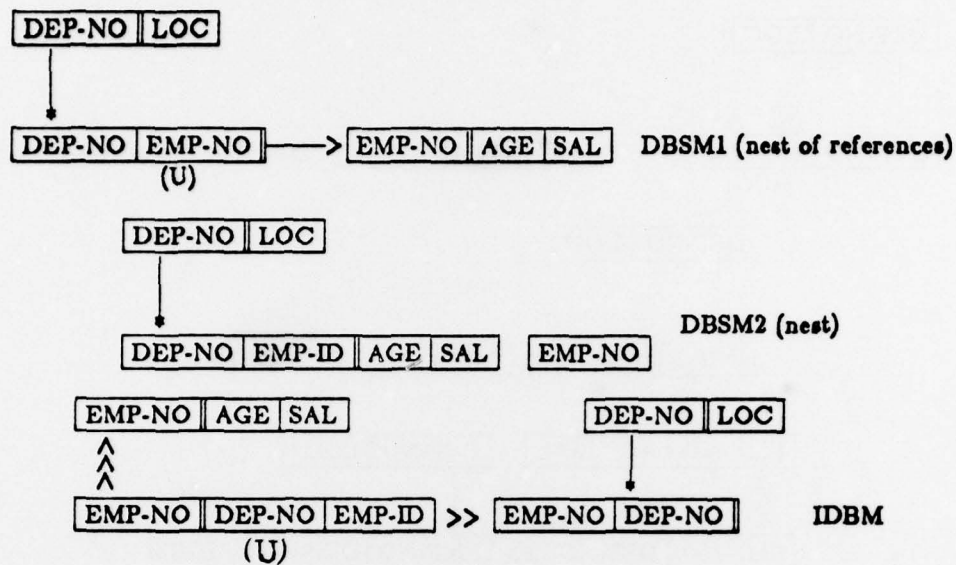 DEP-NO LOC
DEP-NO EMP-NO > EMP-NO AGE SAL DBSM1 (nest of references)
(U)
DEP-NO LOC
DBSM2 (nest)
DEP-NO EMP-ID AGE SAL EMP-NO
EMP-NO AGE SAL DEP-NO LOC
EMP-NO DEP-NO EMP-ID >> EMP-NO DEP-NO IDBM
(U)